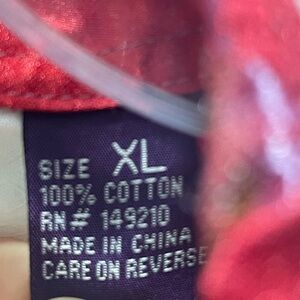 SIZE XL
100% COTTON
RN# 149210
MADE IN CHINA
CARE ON REVERSE